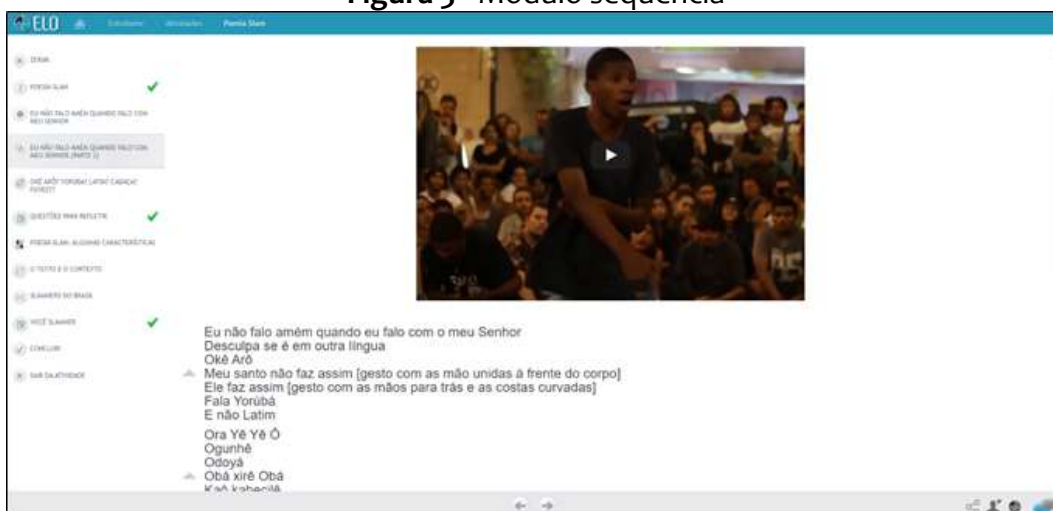 Figura 3 - Módulo sequência
ELO
Estudante
Atividades
Poesia Slam
POESIA SLAM
EU NÃO FALO AMÉM QUANDO FALO COM
MEU SENHOR
EU NÃO FALO AMÉM QUANDO FALO COM
MEU SENHOR (PARTE 2)
QUESTÕES PARA REFLETIR
POESIA SLAM: ALGUMAS CARACTERÍSTICAS
O TEXTO E O CONTEXTO
SLAMMERS DO BRASIL
VOCÊ SLAMMER
CONCLUIR
SAIR DA ATIVIDADE
Eu não falo amém quando eu falo com o meu Senhor
Desculpa se é em outra língua
Okê Arô
Meu santo não faz assim [gesto com as mão unidas à frente do corpo]
Ele faz assim [gesto com as mãos para trás e as costas curvadas]
Fala Yorùbá
E não Latim
Ora Yê Yê Ô
Ogunhê
Odoyá
Obá xirê Obá
Kaô kabecilê